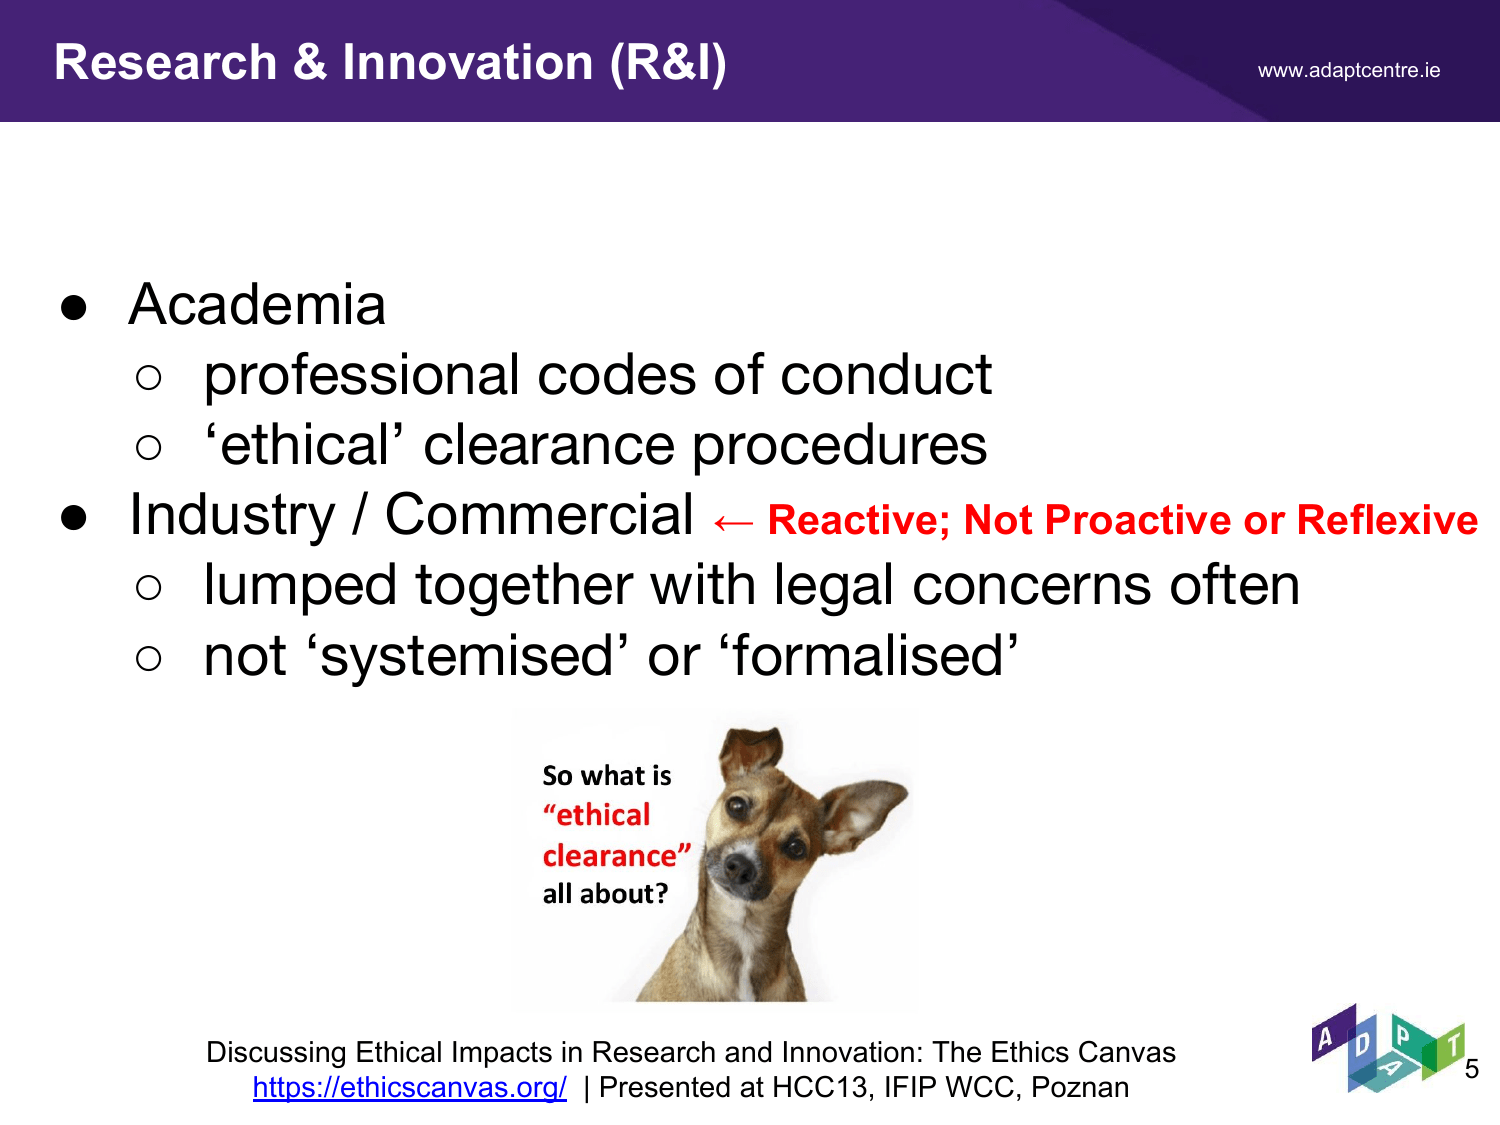 Research & Innovation (R&I)
www.adaptcentre.ie
● Academia
○ professional codes of conduct
○ ‘ethical’ clearance procedures
● Industry / Commercial ← Reactive; Not Proactive or Reflexive
○ lumped together with legal concerns often
○ not ‘systemised’ or ‘formalised’
So what is
“ethical
clearance”
all about?
Discussing Ethical Impacts in Research and Innovation: The Ethics Canvas
https://ethicscanvas.org/ | Presented at HCC13, IFIP WCC, Poznan
ADAPT
5